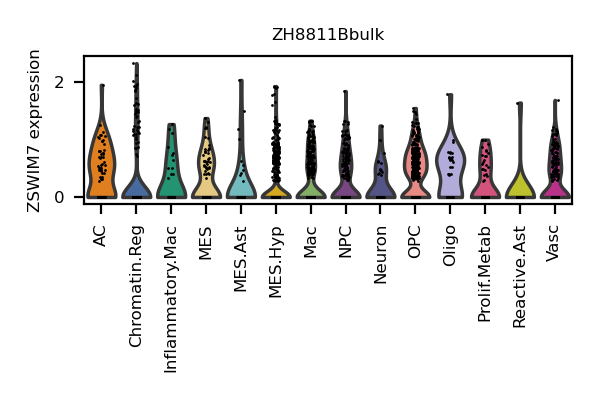 ZH8811Bbulk
ZSWIM7 expression
2
0
AC
Chromatin.Reg
Inflammatory.Mac
MES
MES.Ast
MES.Hyp
Mac
NPC
Neuron
OPC
Oligo
Prolif.Metab
Reactive.Ast
Vasc